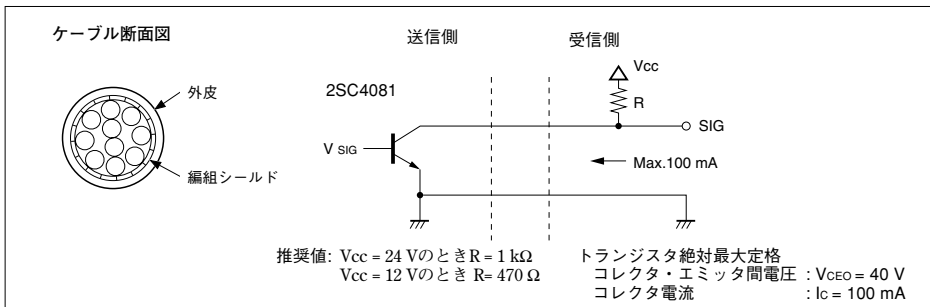 ケーブル断面図
外皮
編組シールド
送信側
受信側
2SC4081
V SIG
Vcc
R
SIG
Max.100 mA
推奨値: Vcc = 24 VのときR = 1 kΩ
Vcc = 12 Vのとき R= 470 Ω
トランジスタ絶対最大定格
コレクタ・エミッタ間電圧 : VCEO = 40 V
コレクタ電流 : IC = 100 mA